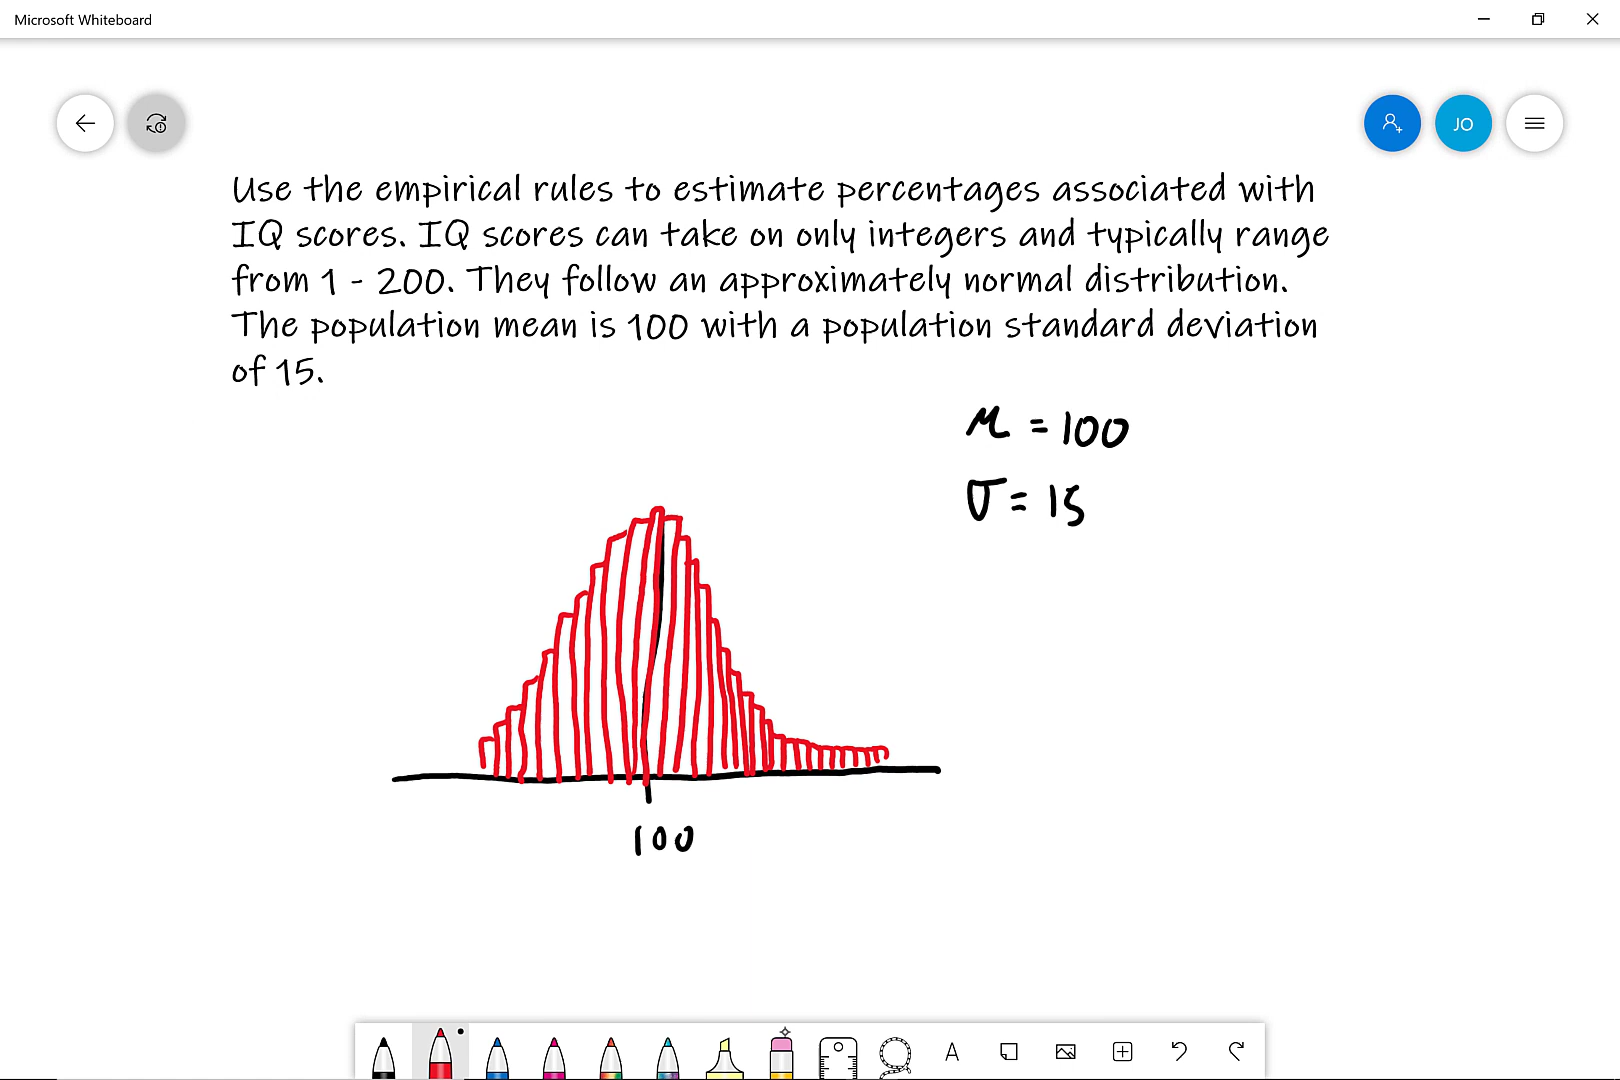 Microsoft Whiteboard
JO
Use the empirical rules to estimate percentages associated with
IQ scores. IQ scores can take on only integers and typically range
from 1 - 200. They follow an approximately normal distribution.
The population mean is 100 with a population standard deviation
of 15.
μ = 100
σ = 15
100
A